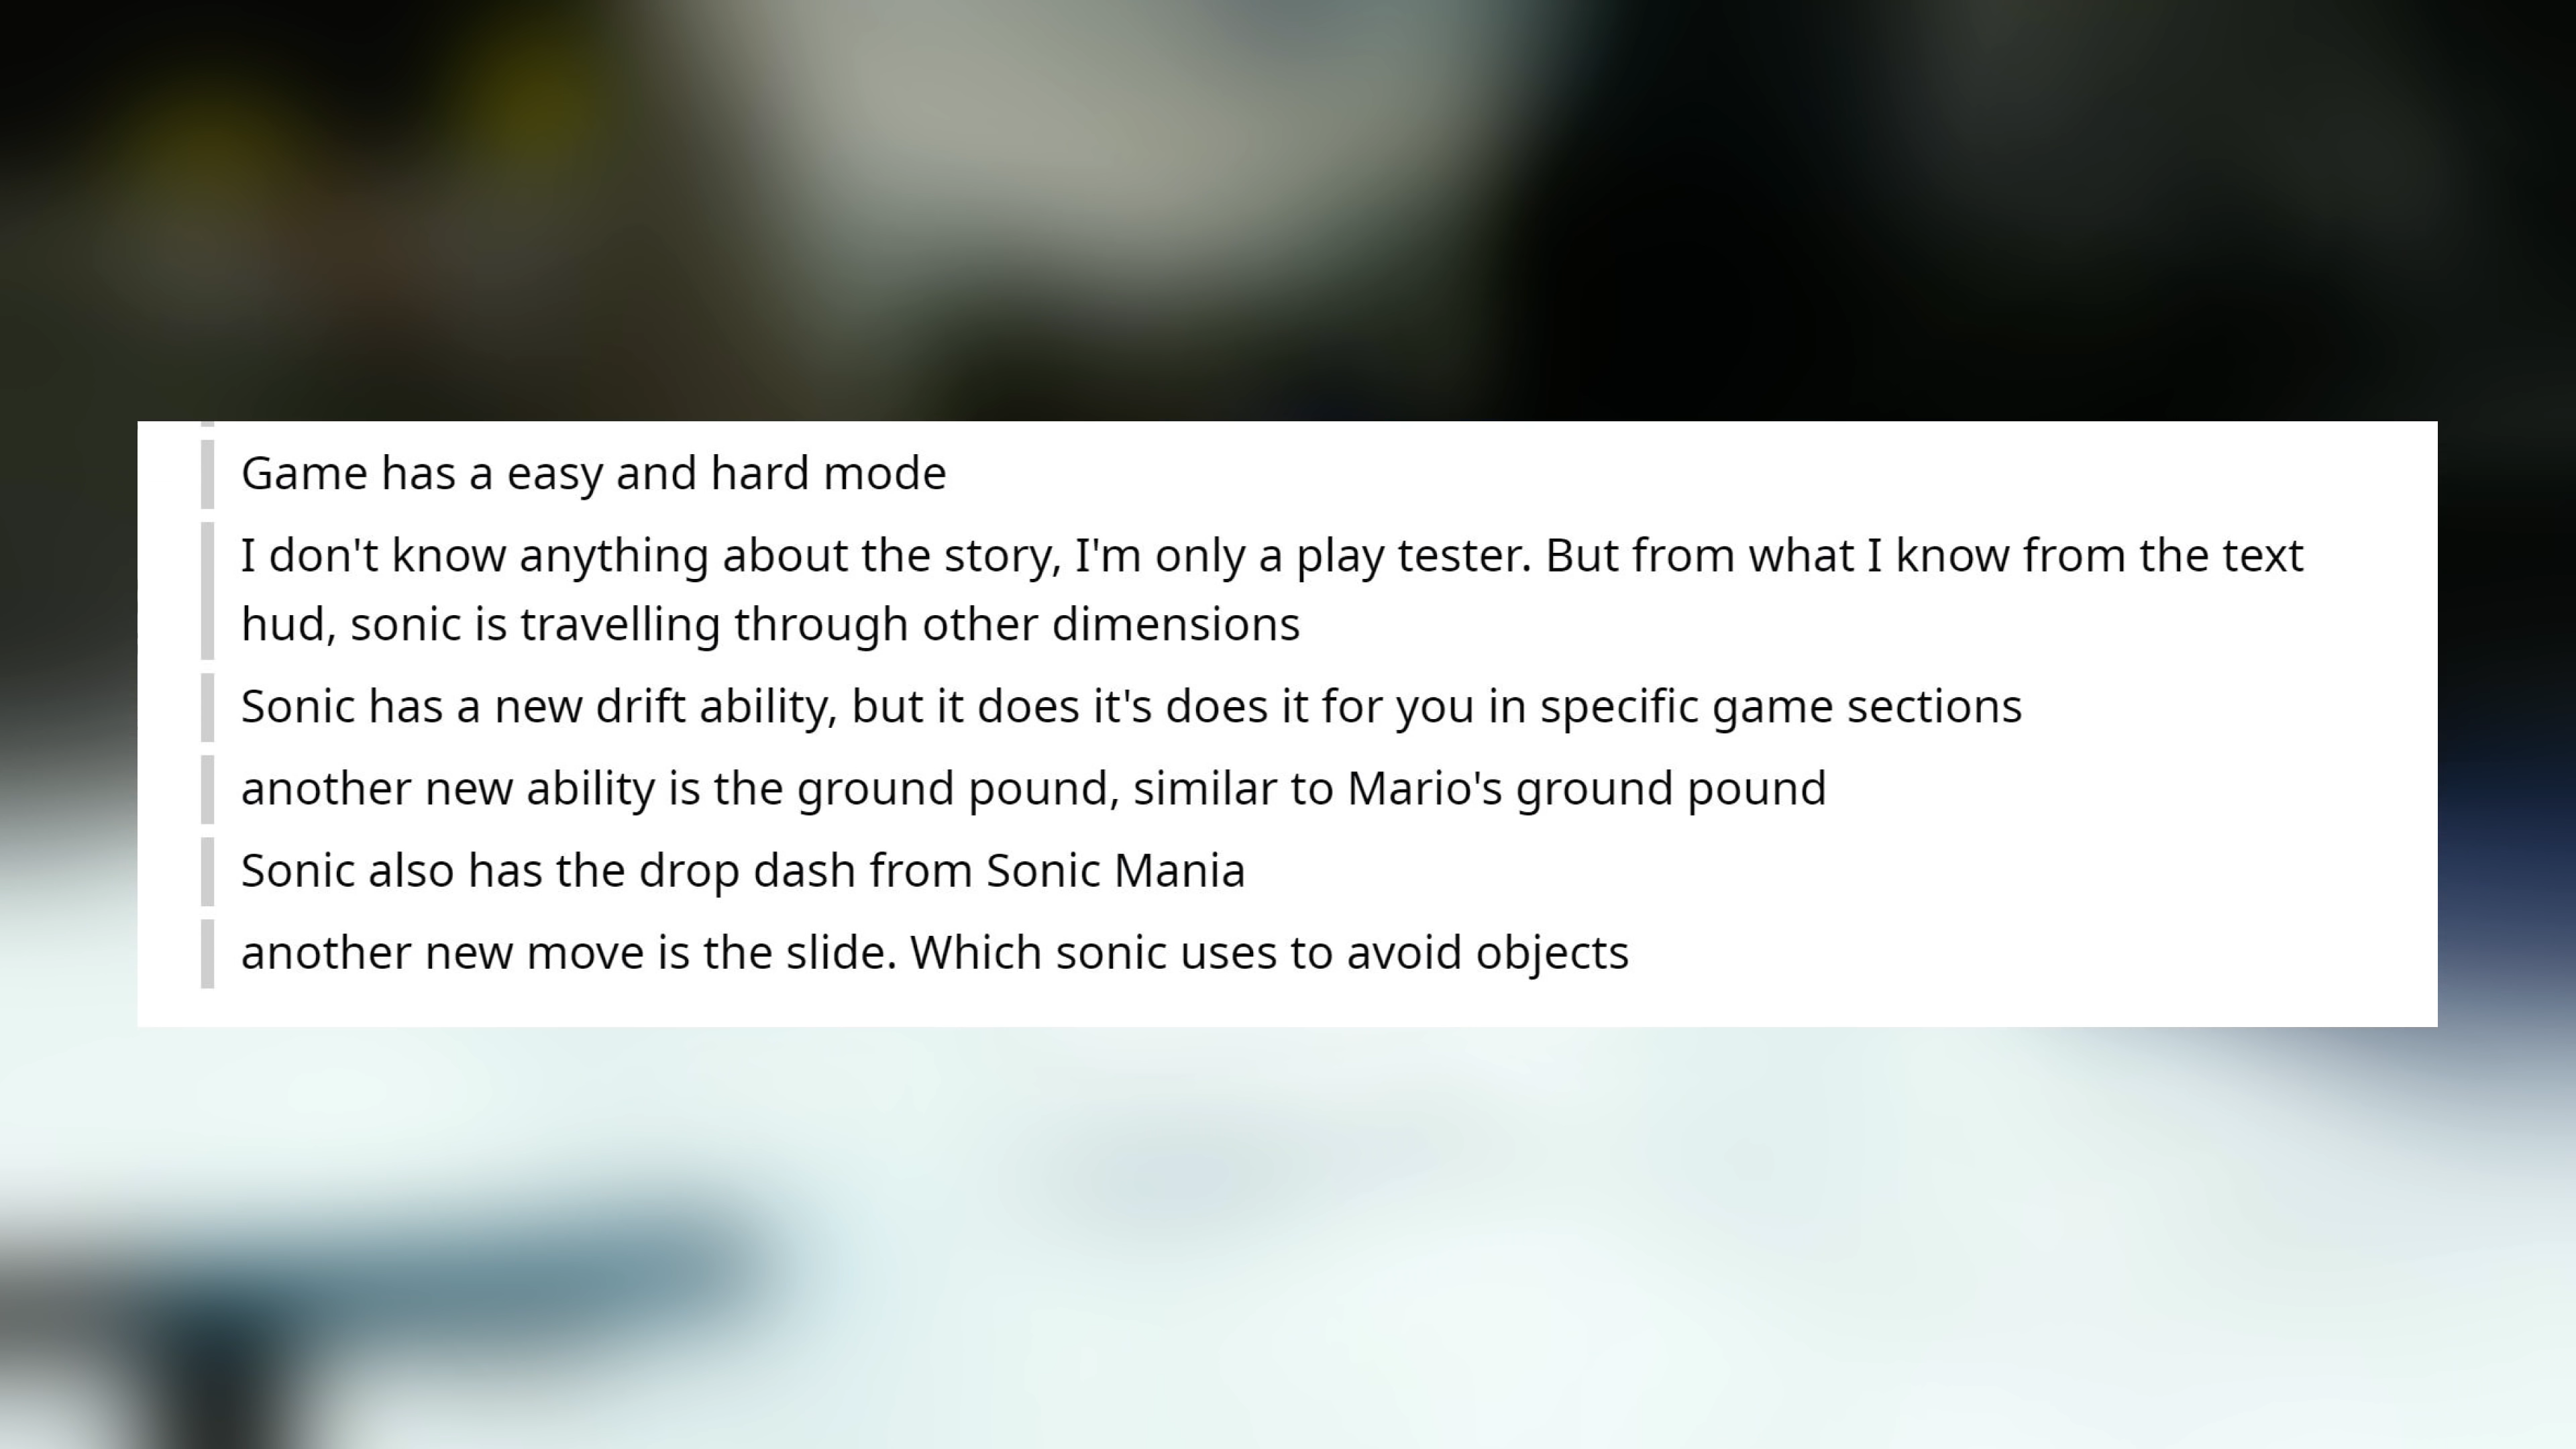 Game has a easy and hard mode
I don't know anything about the story, I'm only a play tester. But from what I know from the text
hud, sonic is travelling through other dimensions
Sonic has a new drift ability, but it does it's does it for you in specific game sections
another new ability is the ground pound, similar to Mario's ground pound
Sonic also has the drop dash from Sonic Mania
another new move is the slide. Which sonic uses to avoid objects